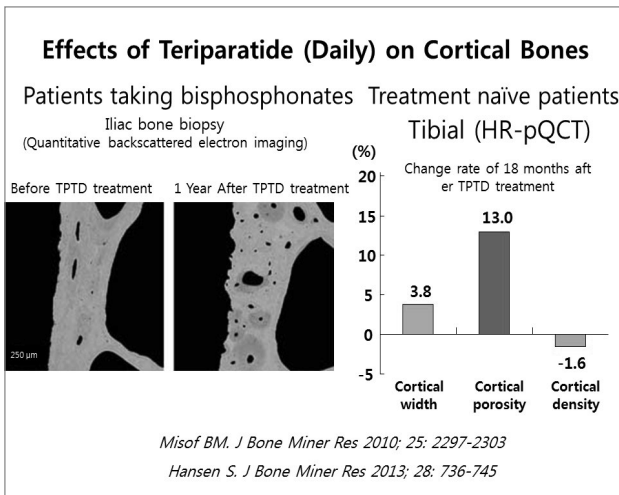 Effects of Teriparatide (Daily) on Cortical Bones
Patients taking bisphosphonates
Iliac bone biopsy
(Quantitative backscattered electron imaging)
Before TPTD treatment
1 Year After TPTD treatment
250 μm
Treatment naïve patients
Tibial (HR-pQCT)
(%)
Change rate of 18 months aft
er TPTD treatment
20
15
10
5
0
-5
3.8
13.0
-1.6
Cortical
width
Cortical
porosity
Cortical
density
Misof BM. J Bone Miner Res 2010; 25: 2297-2303
Hansen S. J Bone Miner Res 2013; 28: 736-745